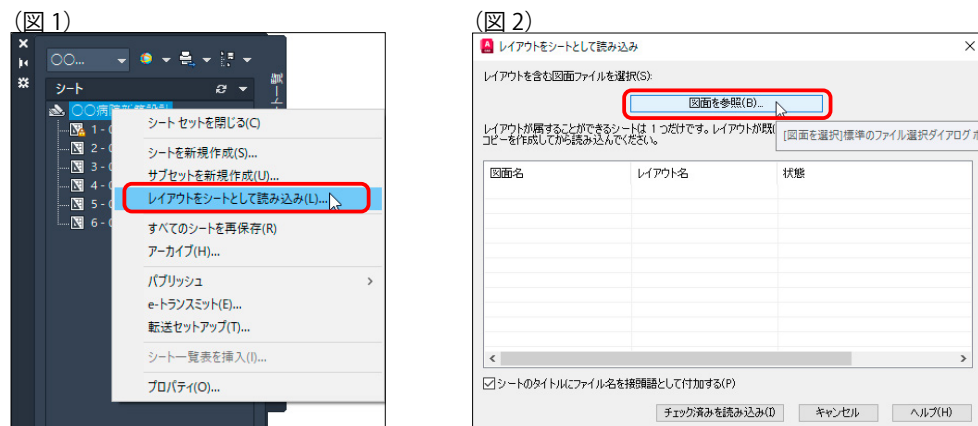 (図 1)
○○...
シート
○○病院新築設計
1 - 
2 - 
3 - 
4 - 
5 - 
6 - 
シート セットを閉じる(C)
シートを新規作成(S)...
サブセットを新規作成(U)...
レイアウトをシートとして読み込み(L)...
すべてのシートを再保存(R)
アーカイブ(H)...
パブリッシュ
e-トランスミット(E)...
転送セットアップ(T)...
シート一覧表を挿入(I)...
プロパティ(O)...
(図 2)
レイアウトをシートとして読み込み
レイアウトを含む図面ファイルを選択(S):
図面を参照(B)...
レイアウトが属することができるシートは 1 つだけです。レイアウトが既
コピーを作成してから読み込んでください。
[図面を選択]標準のファイル選択ダイアログ ボ
図面名 レイアウト名 状態
シートのタイトルにファイル名を接頭語として付加する(P)
チェック済みを読み込み(I) キャンセル ヘルプ(H)